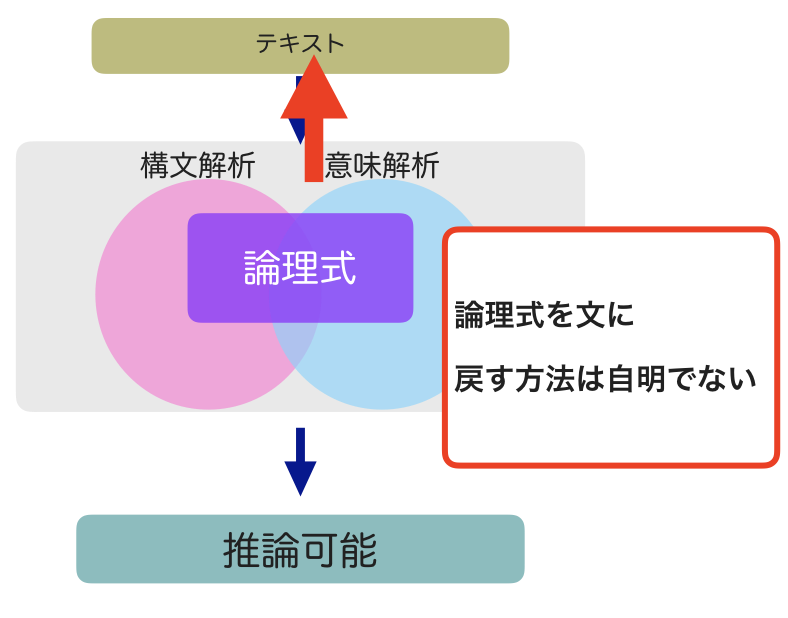 テキスト
構文解析
意味解析
論理式
論理式を文に
戻す方法は自明でない
推論可能